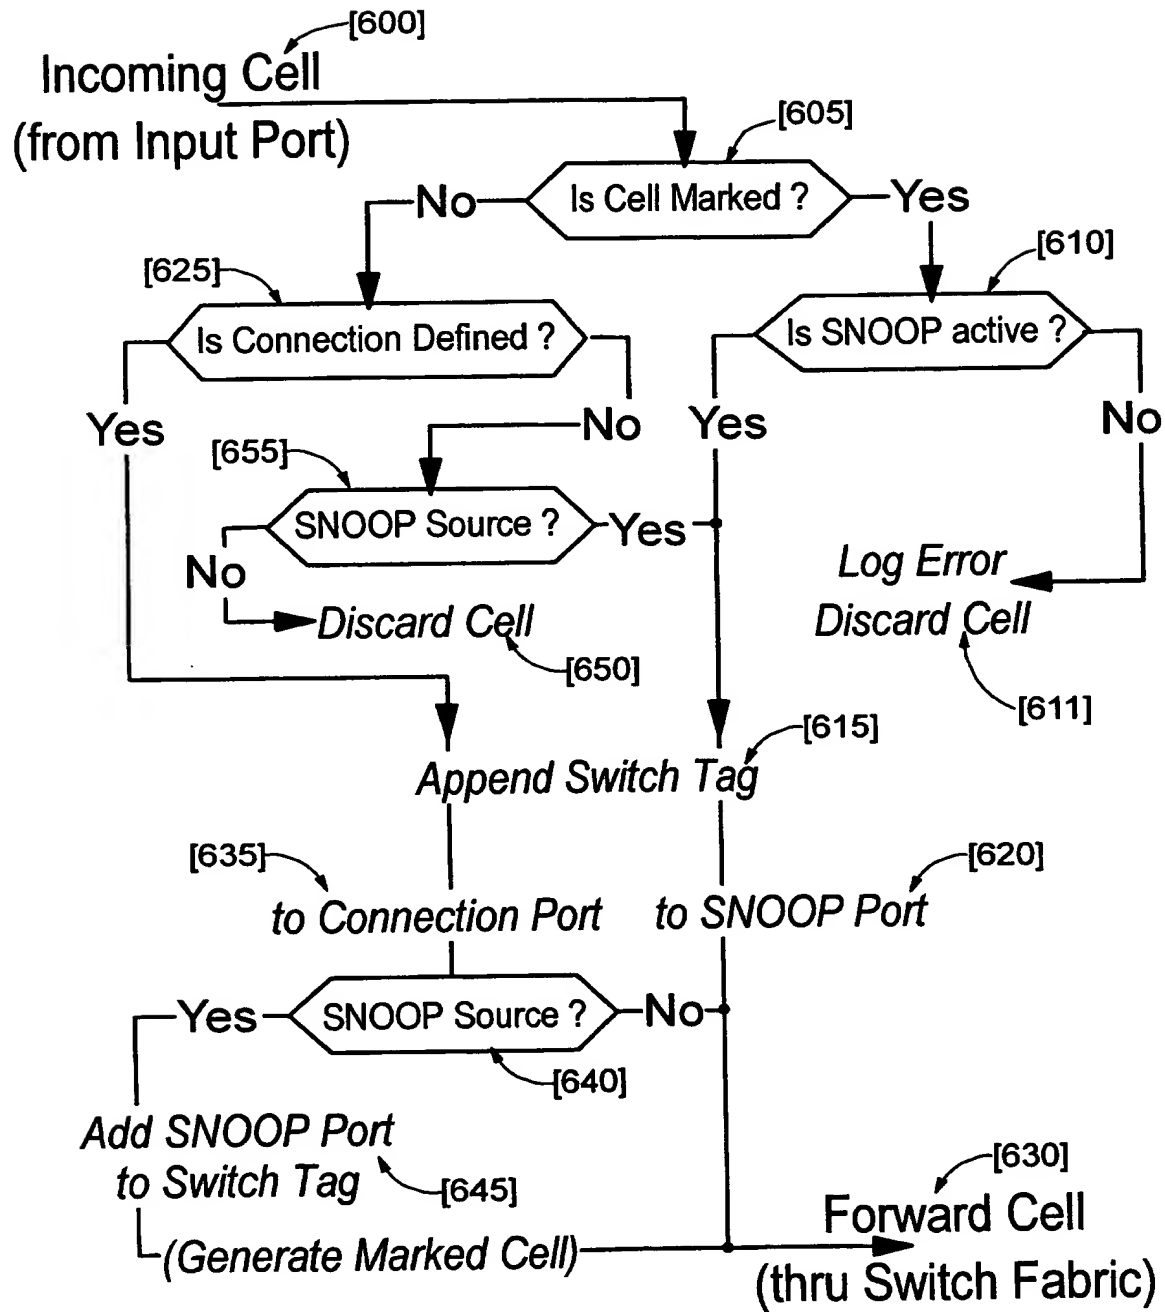 [600]
Incoming Cell
(from Input Port)
[605]
Is Cell Marked ?
No
Yes
[625]
[610]
Is Connection Defined ?
Is SNOOP active ?
Yes
No
Yes
No
[655]
SNOOP Source ?
Yes
No
Discard Cell
[650]
Log Error
Discard Cell
[611]
[615]
Append Switch Tag
[635]
[620]
to Connection Port
to SNOOP Port
Yes
SNOOP Source ?
No
[640]
Add SNOOP Port
to Switch Tag
[645]
(Generate Marked Cell)
[630]
Forward Cell
(thru Switch Fabric)